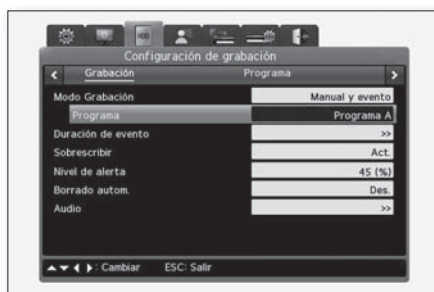 HDD
Configuración de grabación
Grabación Programa
Modo Grabación Manual y evento
Programa Programa A
Duración de evento >>
Sobrescribir Act.
Nivel de alerta 45 (%)
Borrado autom. Des.
Audio >>
: Cambiar ESC: Salir